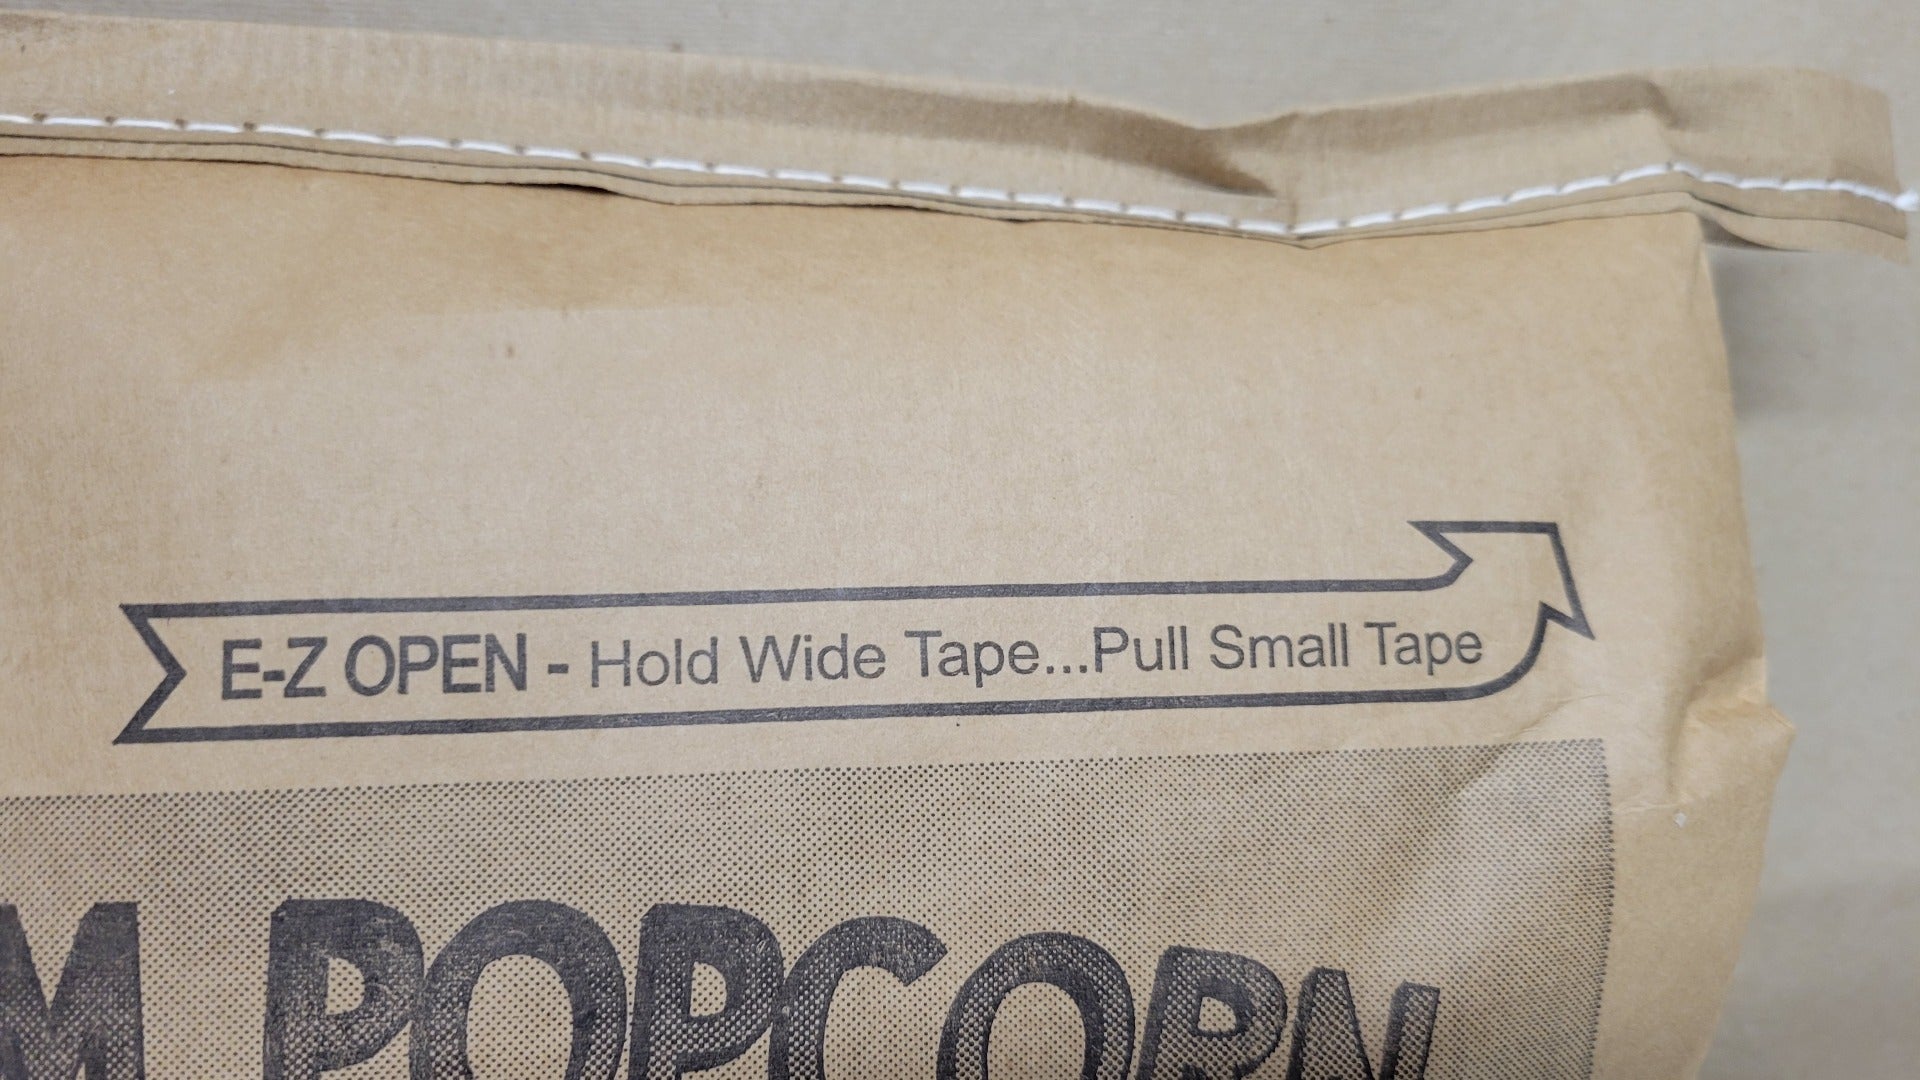 E-Z OPEN - Hold Wide Tape...Pull Small Tape
M POPCORN